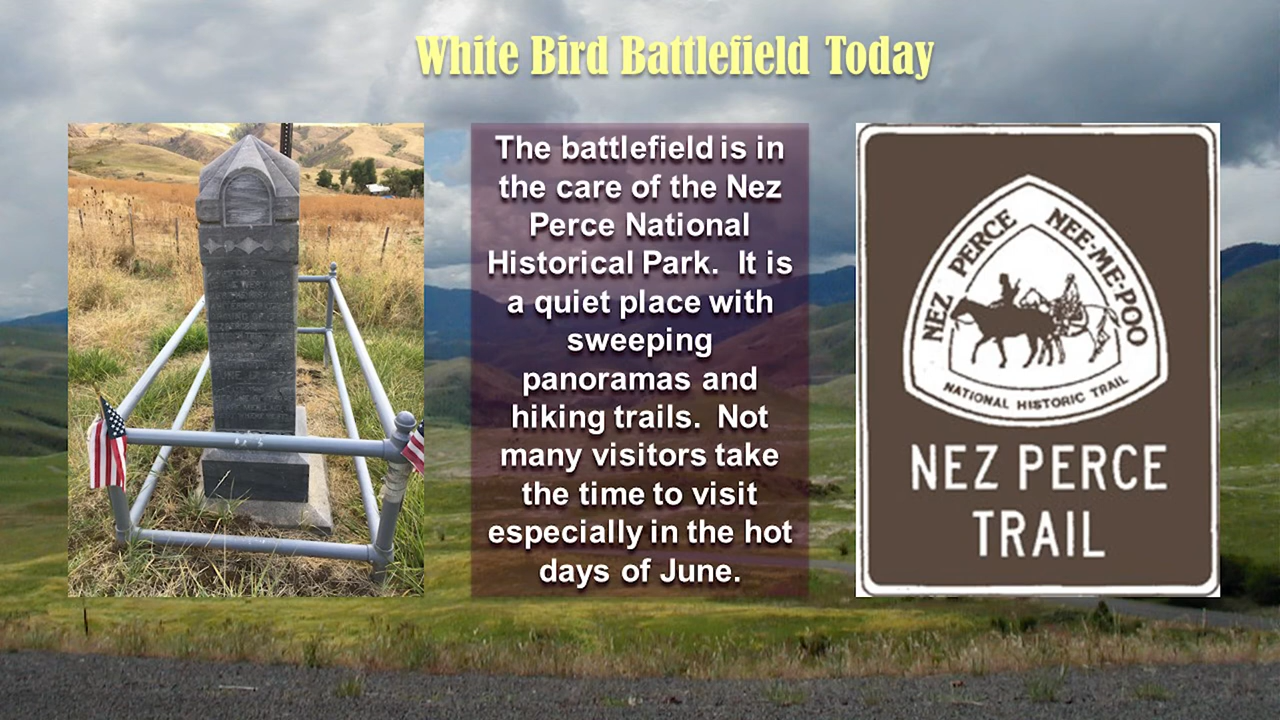 White Bird Battlefield Today
The battlefield is in
the care of the Nez
Perce National
Historical Park.  It is
a quiet place with
sweeping
panoramas and
hiking trails.  Not
many visitors take
the time to visit
especially in the hot
days of June.
NEZ PERCE
NEE-ME-POO
NATIONAL HISTORIC TRAIL
NEZ PERCE
TRAIL